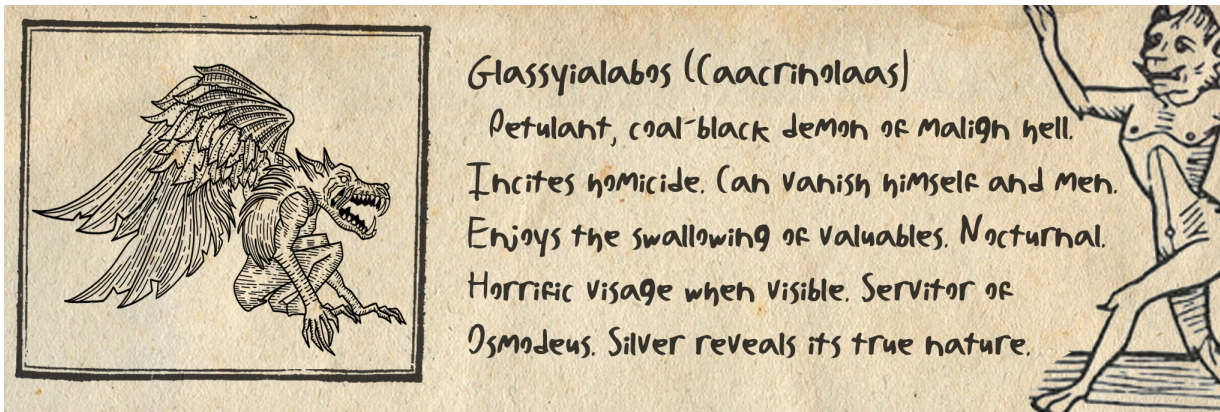 Glassyialabos (Caacrinolaas)
Petulant, coal-black demon of malign hell.
Incites homicide. Can vanish himself and men.
Enjoys the swallowing of valuables. Nocturnal.
Horrific visage when visible. Servitor of
Osmodeus. Silver reveals its true nature.